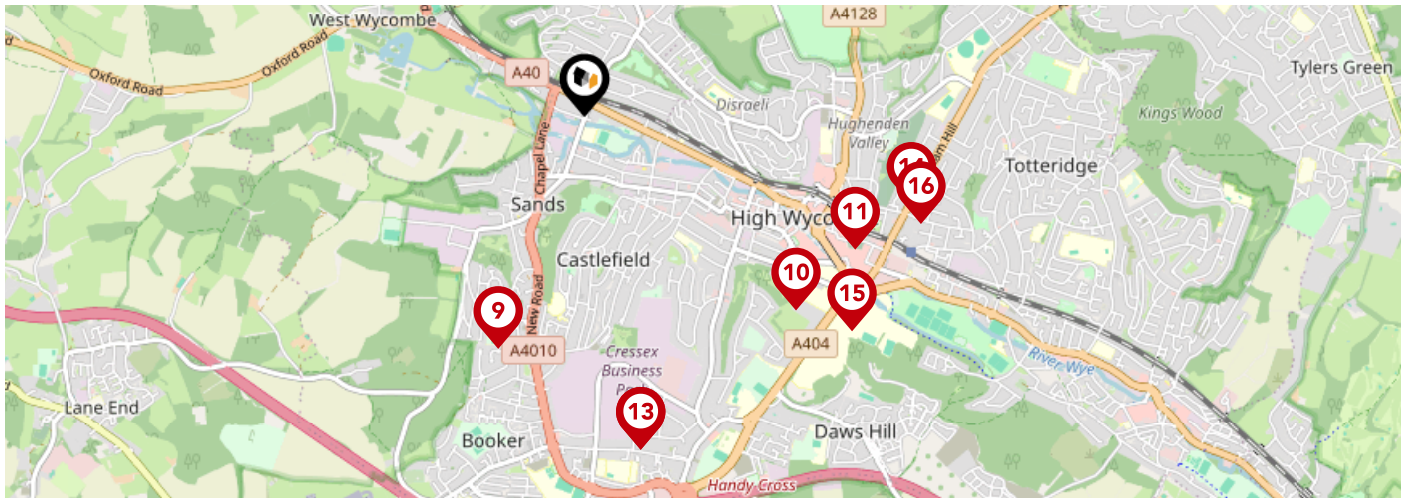 West Wycombe
A4128
Oxford Road
Oxford Road
A40
Tylers Green
Disraeli
Kings Wood
Hughenden
Valley
Chapel Lane
Totteridge
16
Sands
11
High Wyco
Castlefield
10
15
New Road
9
A404
A4010
Cressex
Business
River Wye
Lane End
13
Booker
Daws Hill
Handy Cross